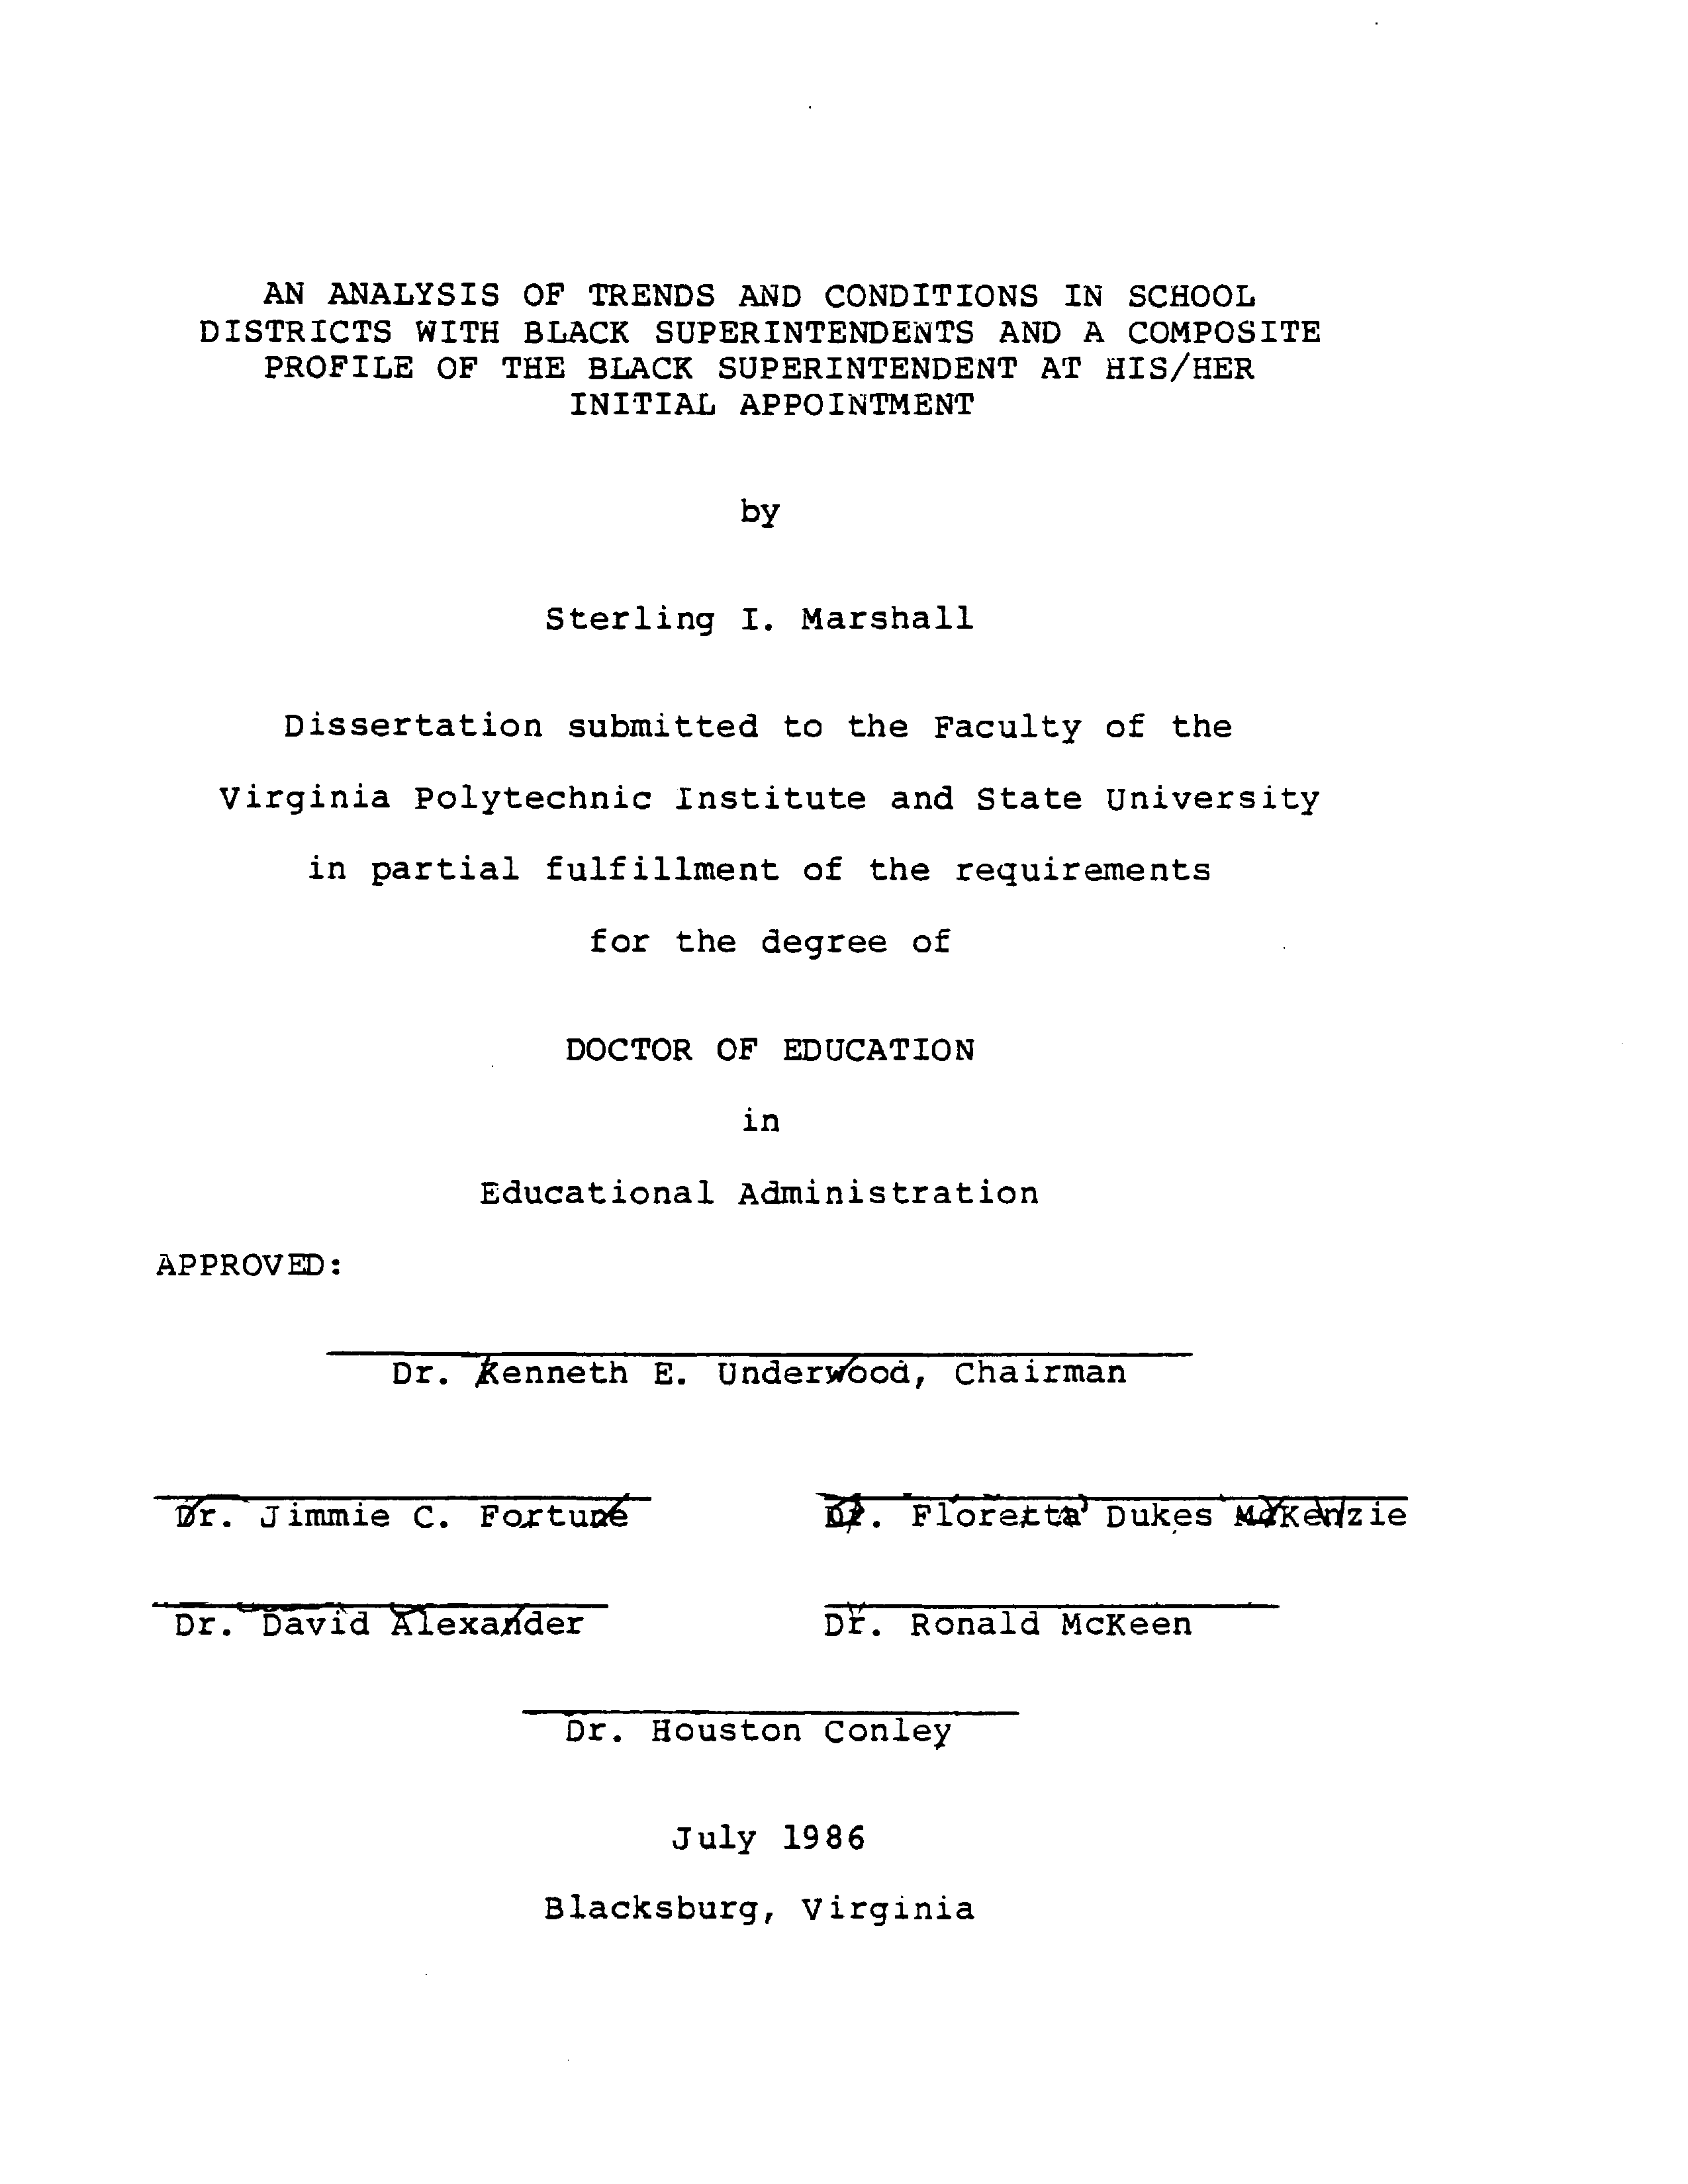 AN ANALYSIS OF TRENDS AND CONDITIONS IN SCHOOL
DISTRICTS WITH BLACK SUPERINTENDENTS AND A COMPOSITE
PROFILE OF THE BLACK SUPERINTENDENT AT HIS/HER
INITIAL APPOINTMENT
by
Sterling I. Marshall
Dissertation submitted to the Faculty of the
Virginia Polytechnic Institute and State University
in partial fulfillment of the requirements
for the degree of
DOCTOR OF EDUCATION
in
Educational Administration
APPROVED:
Dr. Kenneth E. Underwood, Chairman
Dr. Jimmie C. Fortune Dr. Floretta Dukes McKenzie
Dr. David Alexander Dr. Ronald McKeen
Dr. Houston Conley
July 1986
Blacksburg, Virginia